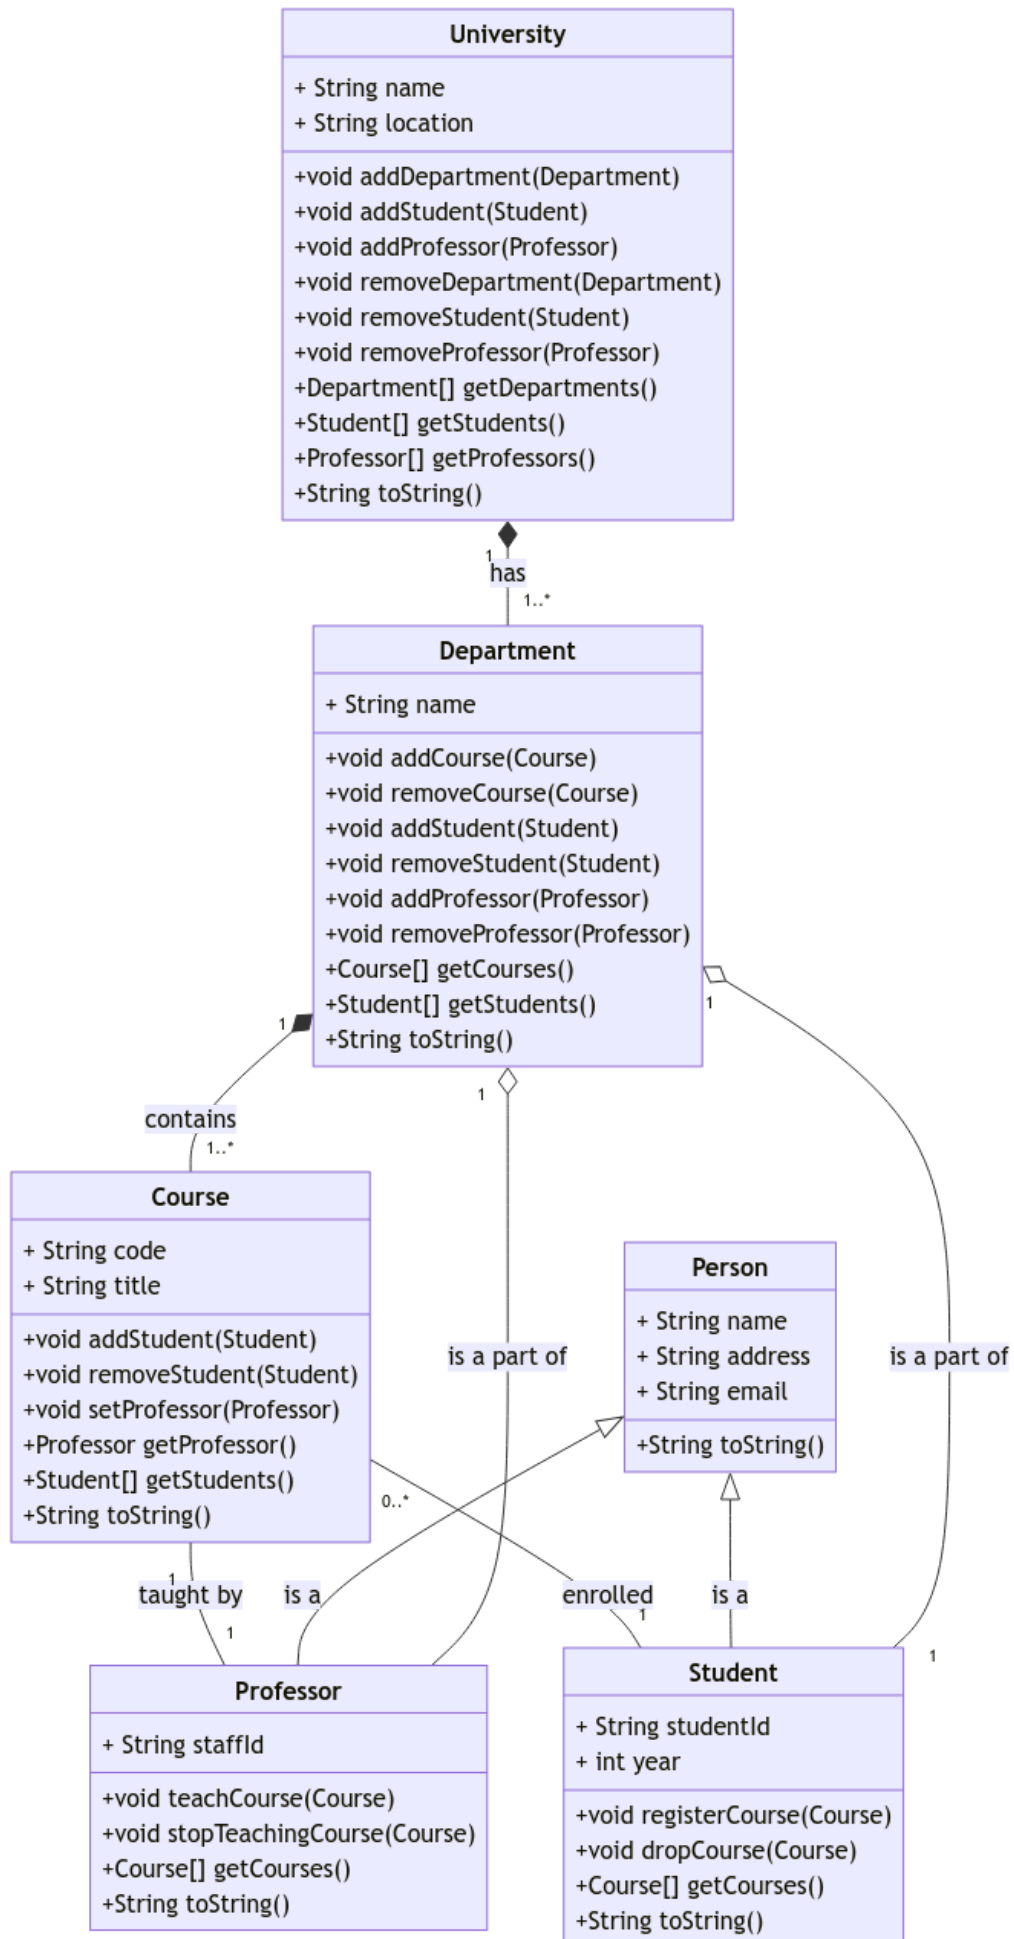 University
+ String name
+ String location
+void addDepartment(Department)
+void addStudent(Student)
+void addProfessor(Professor)
+void removeDepartment(Department)
+void removeStudent(Student)
+void removeProfessor(Professor)
+Department[] getDepartments()
+Student[] getStudents()
+Professor[] getProfessors()
+String toString()
1
has
1..*
Department
+ String name
+void addCourse(Course)
+void removeCourse(Course)
+void addStudent(Student)
+void removeStudent(Student)
+void addProfessor(Professor)
+void removeProfessor(Professor)
+Course[] getCourses()
+Student[] getStudents()
+String toString()
1
1
1
contains
1..*
Course
+ String code
+ String title
+void addStudent(Student)
+void removeStudent(Student)
+void setProfessor(Professor)
+Professor getProfessor()
+Student[] getStudents()
+String toString()
is a part of
Person
+ String name
+ String address
+ String email
+String toString()
is a part of
0..*
1
taught by
1
is a
enrolled
1
is a
1
Professor
+ String staffId
+void teachCourse(Course)
+void stopTeachingCourse(Course)
+Course[] getCourses()
+String toString()
Student
+ String studentId
+ int year
+void registerCourse(Course)
+void dropCourse(Course)
+Course[] getCourses()
+String toString()